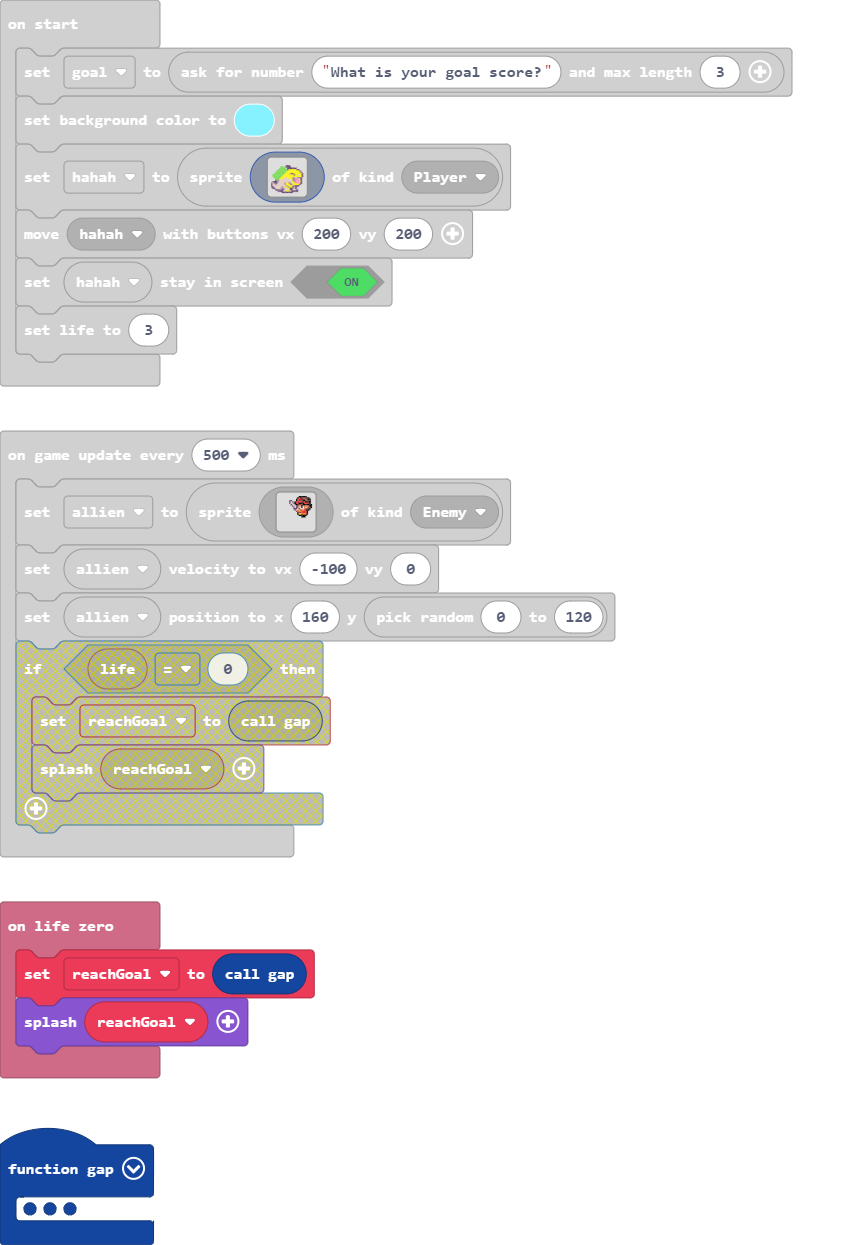 on start
set goal to ask for number "What is your goal score?" and max length 3
set background color to
set hahah to sprite of kind Player
move hahah with buttons vx 200 vy 200
set hahah stay in screen ON
set life to 3
on game update every 500 ms
set allien to sprite of kind Enemy
set allien velocity to vx -100 vy 0
set allien position to x 160 y pick random 0 to 120
if life = 0 then
set reachGoal to call gap
splash reachGoal
on life zero
set reachGoal to call gap
splash reachGoal
function gap